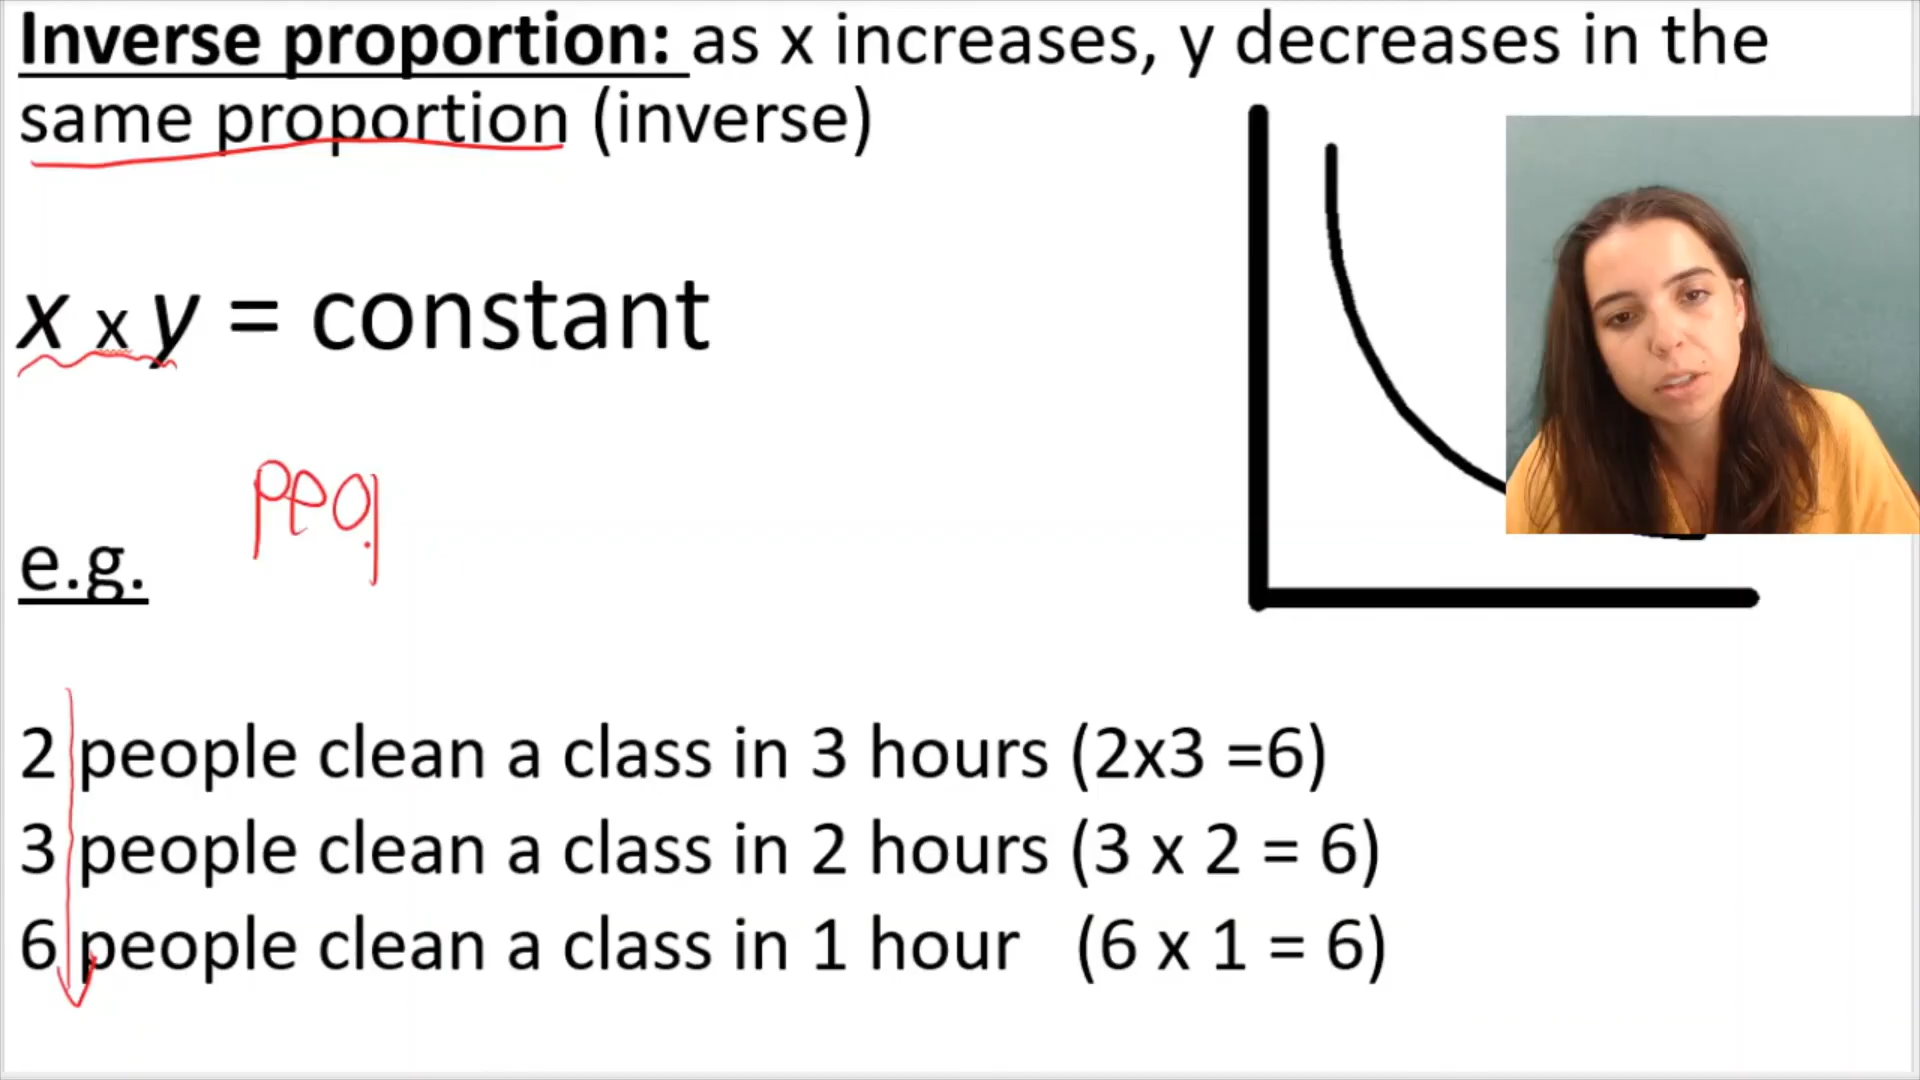 Inverse proportion: as x increases, y decreases in the
same proportion (inverse)
x x y = constant
peop
e.g.
2 people clean a class in 3 hours (2x3 =6)
3 people clean a class in 2 hours (3 x 2 = 6)
6 people clean a class in 1 hour (6 x 1 = 6)